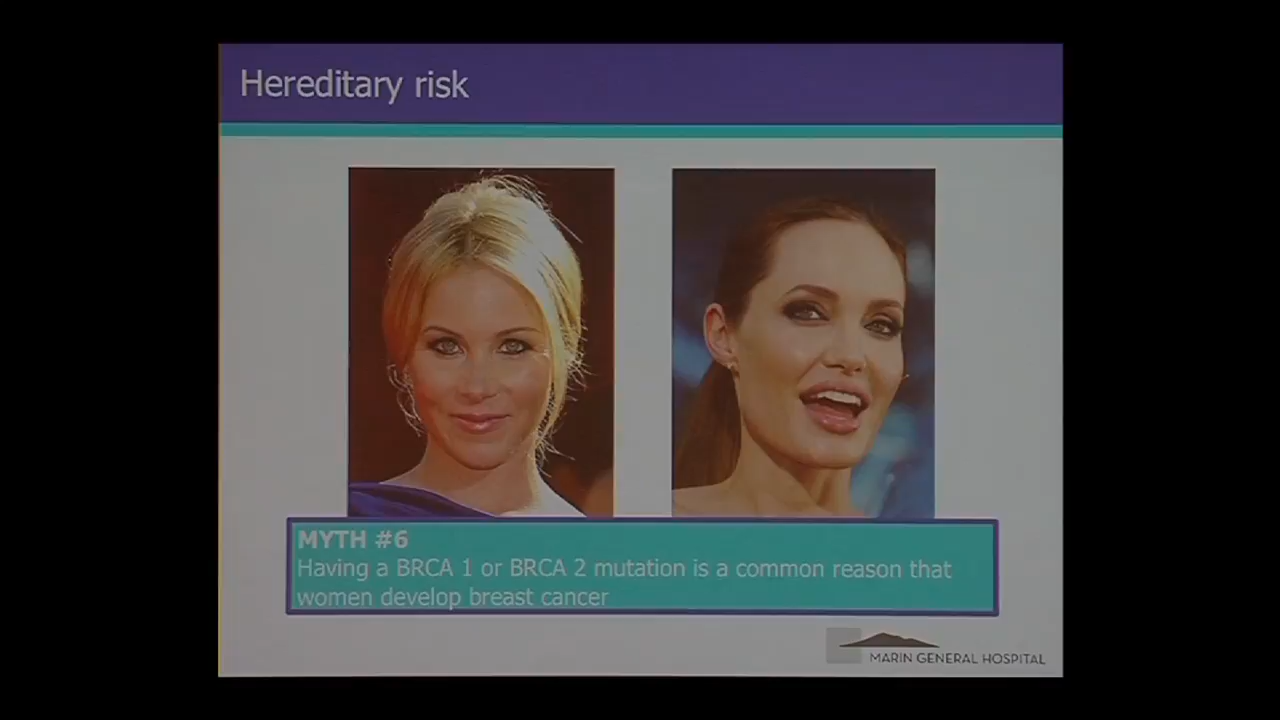 Hereditary risk
MYTH #6
Having a BRCA 1 or BRCA 2 mutation is a common reason that
women develop breast cancer
MARIN GENERAL HOSPITAL